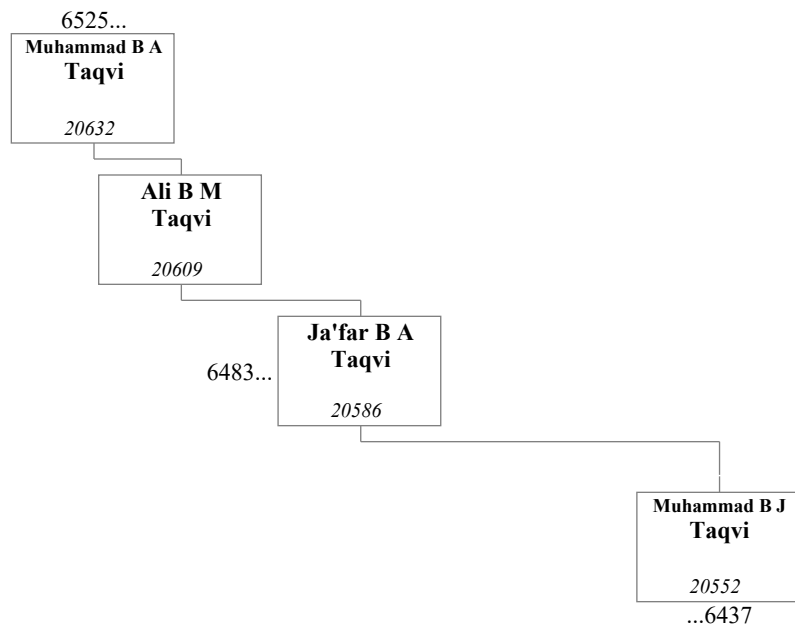 6525...
Muhammad B A
Taqvi
20632
Ali B M
Taqvi
20609
Ja'far B A
Taqvi
6483...
20586
Muhammad B J
Taqvi
20552
...6437